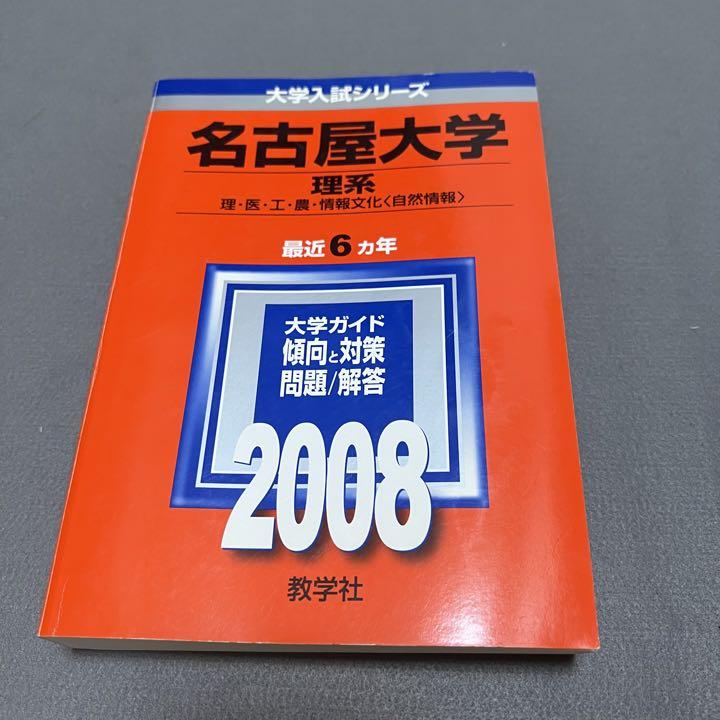 大学入試シリーズ
名古屋大学
理系
理・医・工・農・情報文化〈自然情報〉
最近6ヵ年
大学ガイド
傾向と対策
問題/解答
2008
教学社